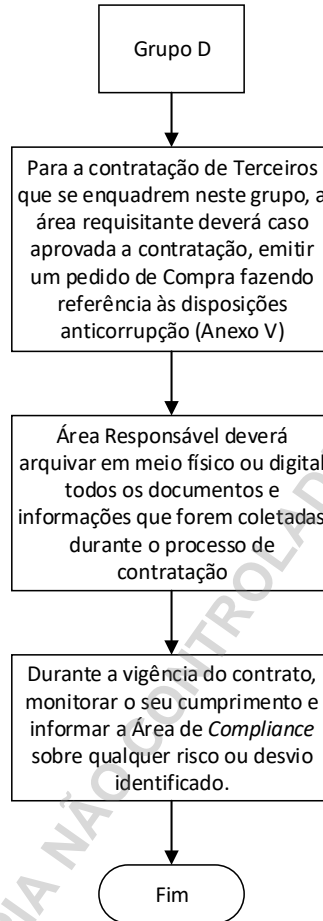 Grupo D
Para a contratação de Terceiros
que se enquadrem neste grupo, a
área requisitante deverá caso
aprovada a contratação, emitir
um pedido de Compra fazendo
referência às disposições
anticorrupção (Anexo V)
Área Responsável deverá
arquivar em meio físico ou digital
todos os documentos e
informações que forem coletadas
durante o processo de
contratação
Durante a vigência do contrato,
monitorar o seu cumprimento e
informar a Área de Compliance
sobre qualquer risco ou desvio
identificado.
Fim
NÃO